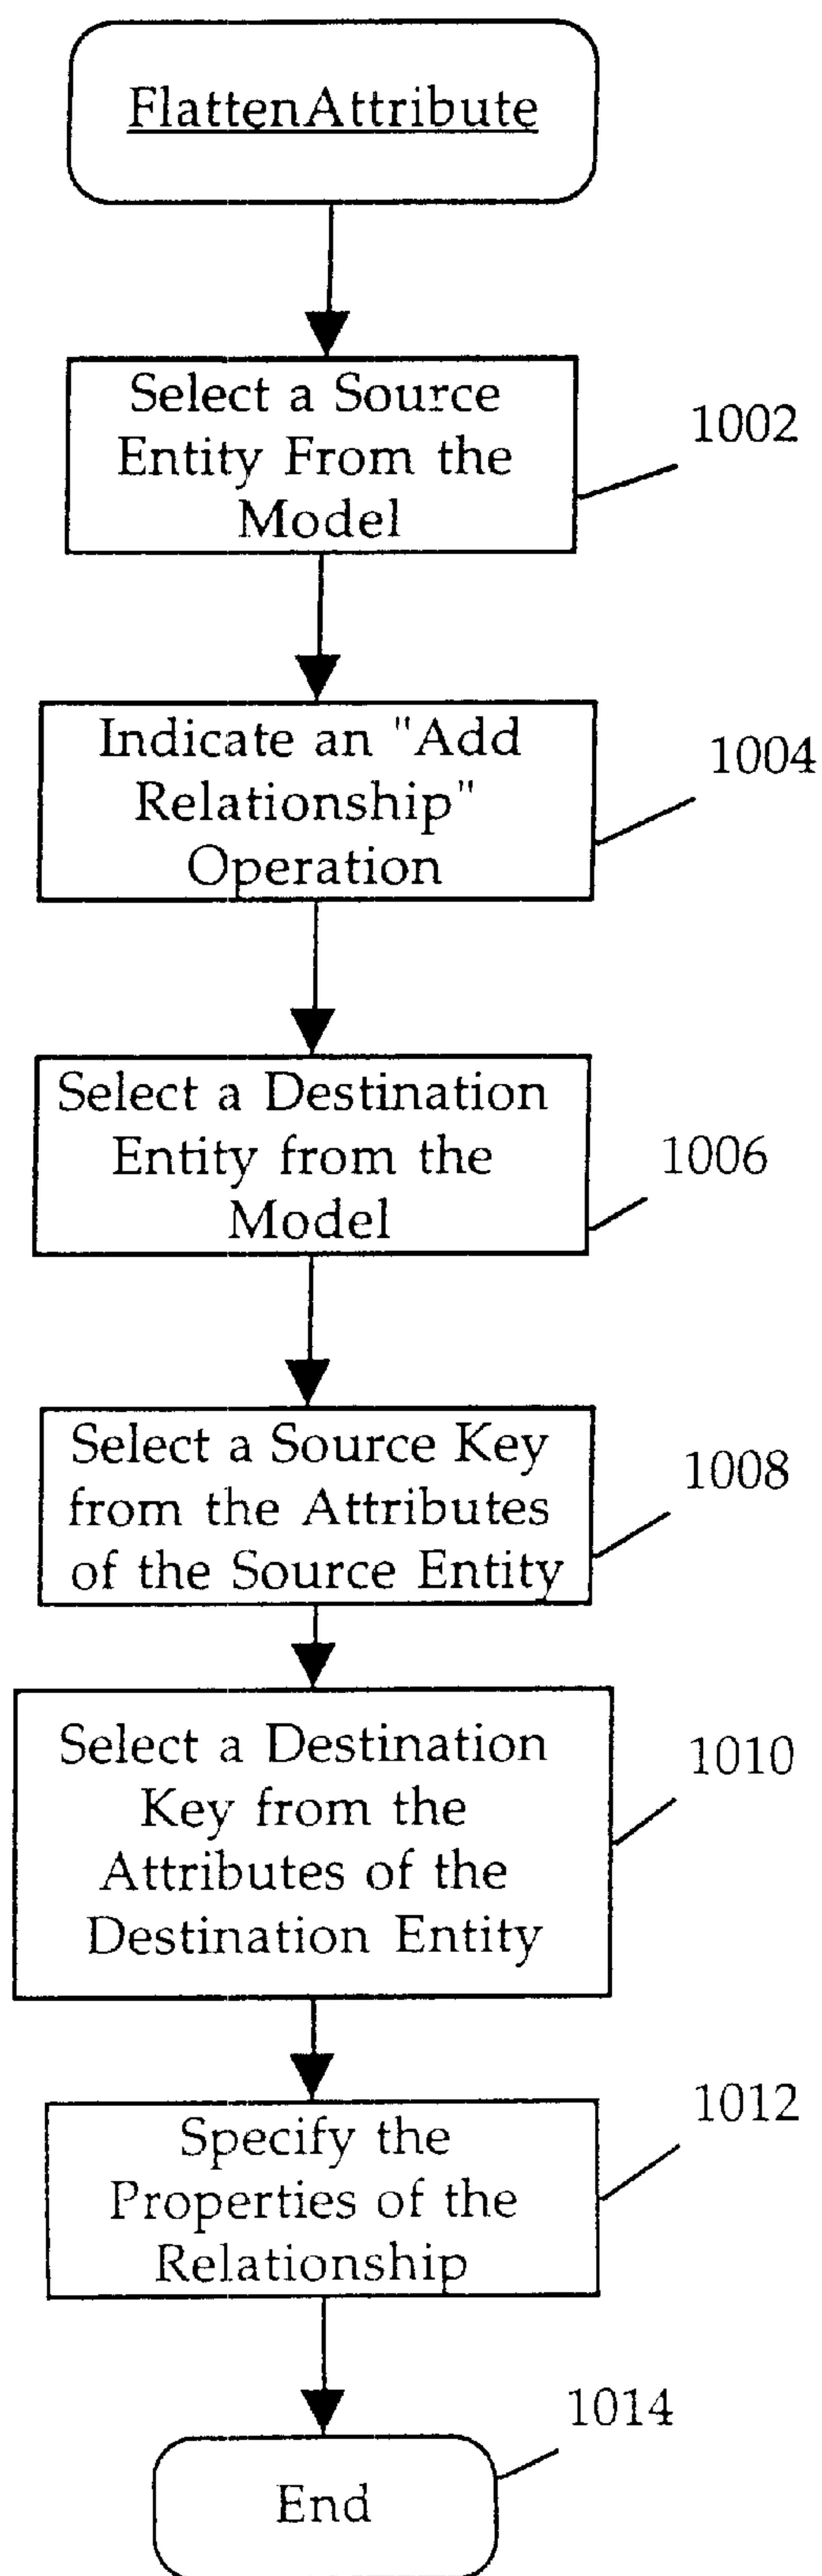 FlattenAttribute
Select a Source
Entity From the
Model
1002
Indicate an "Add
Relationship"
Operation
1004
Select a Destination
Entity from the
Model
1006
Select a Source Key
from the Attributes
of the Source Entity
1008
Select a Destination
Key from the
Attributes of the
Destination Entity
1010
Specify the
Properties of the
Relationship
1012
End
1014